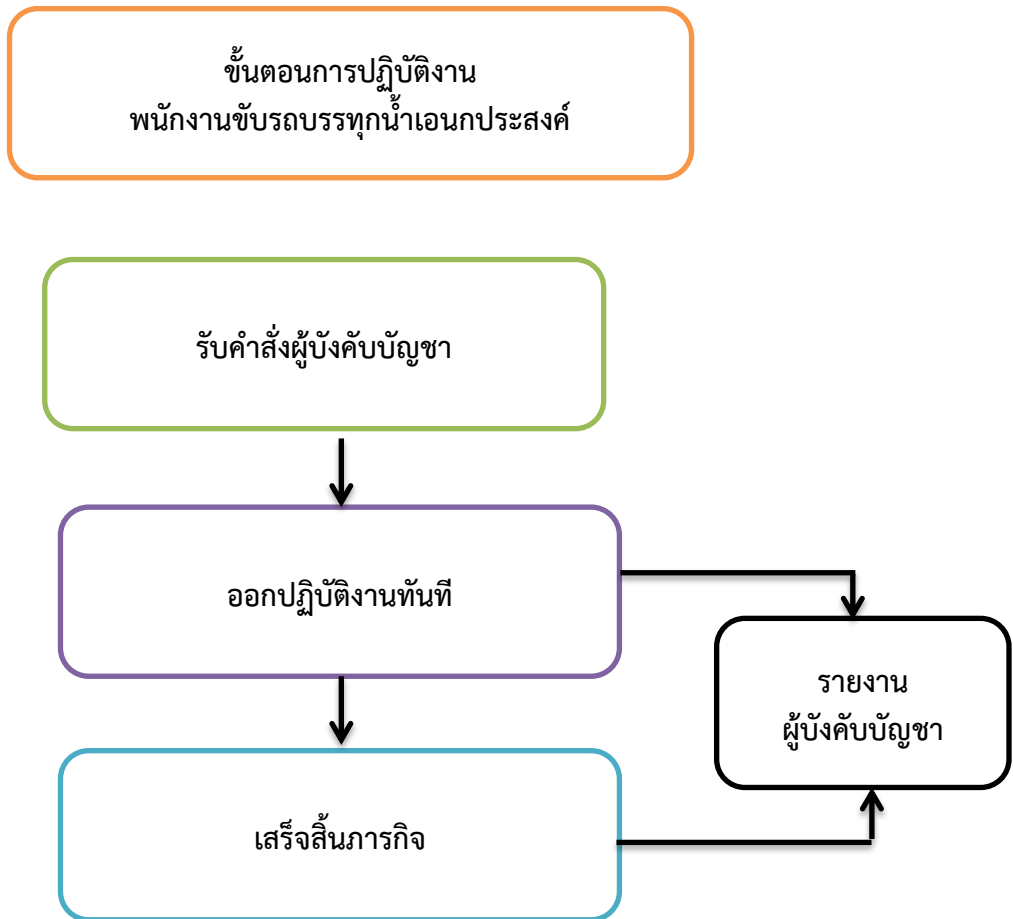 ขั้นตอนการปฏิบัติงาน
พนักงานขับรถบรรทุกน้ำเอนกประสงค์
รับคำสั่งผู้บังคับบัญชา
ออกปฏิบัติงานทันที
รายงาน
ผู้บังคับบัญชา
เสร็จสิ้นภารกิจ